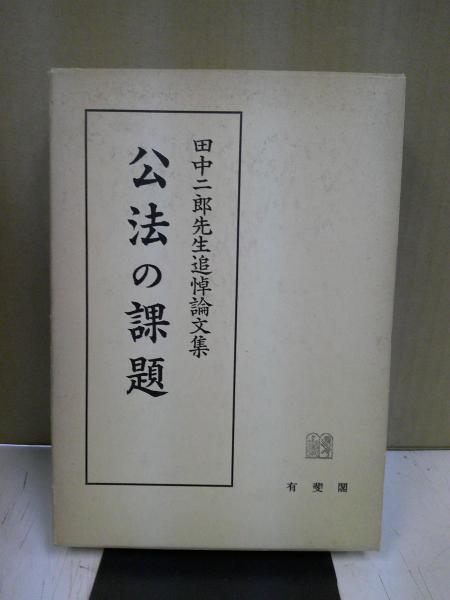 田中二郎先生追悼論文集
公法の課題
有斐閣